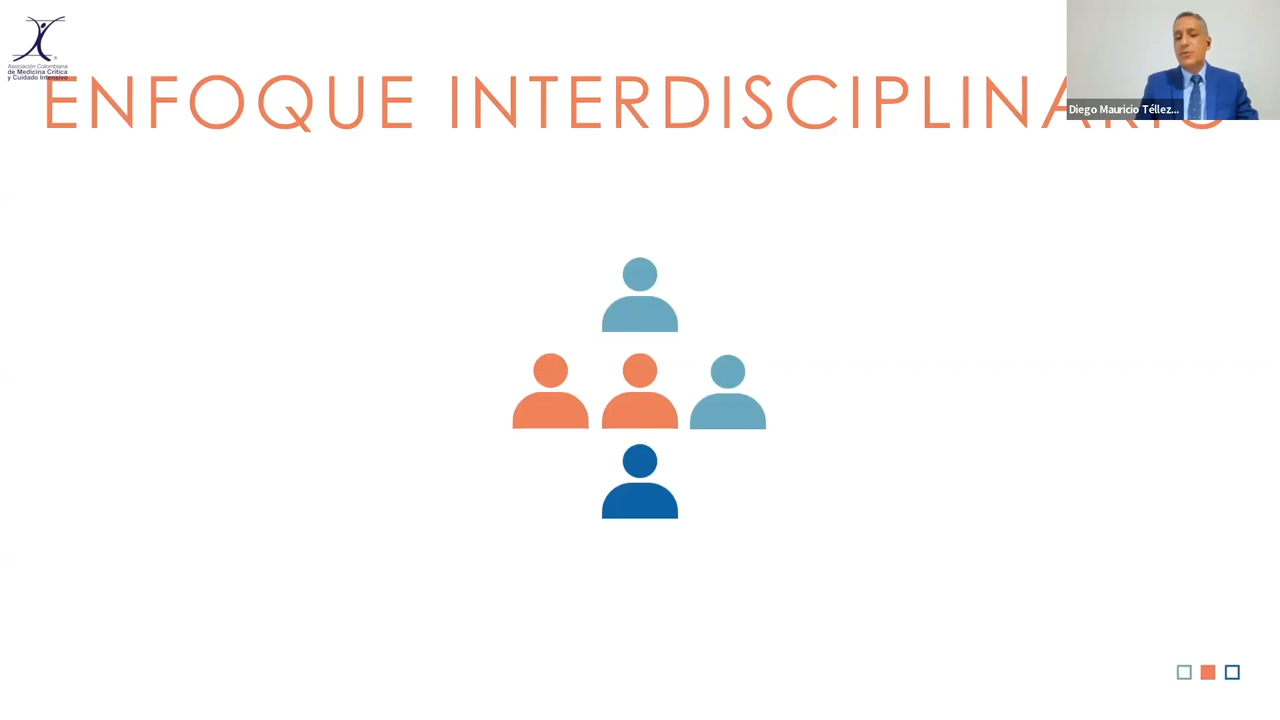 Asociación Colombiana
de Medicina Crítica
y Cuidado Intensivo
ENFOQUE INTERDISCIPLINARIO
Diego Mauricio Téllez...